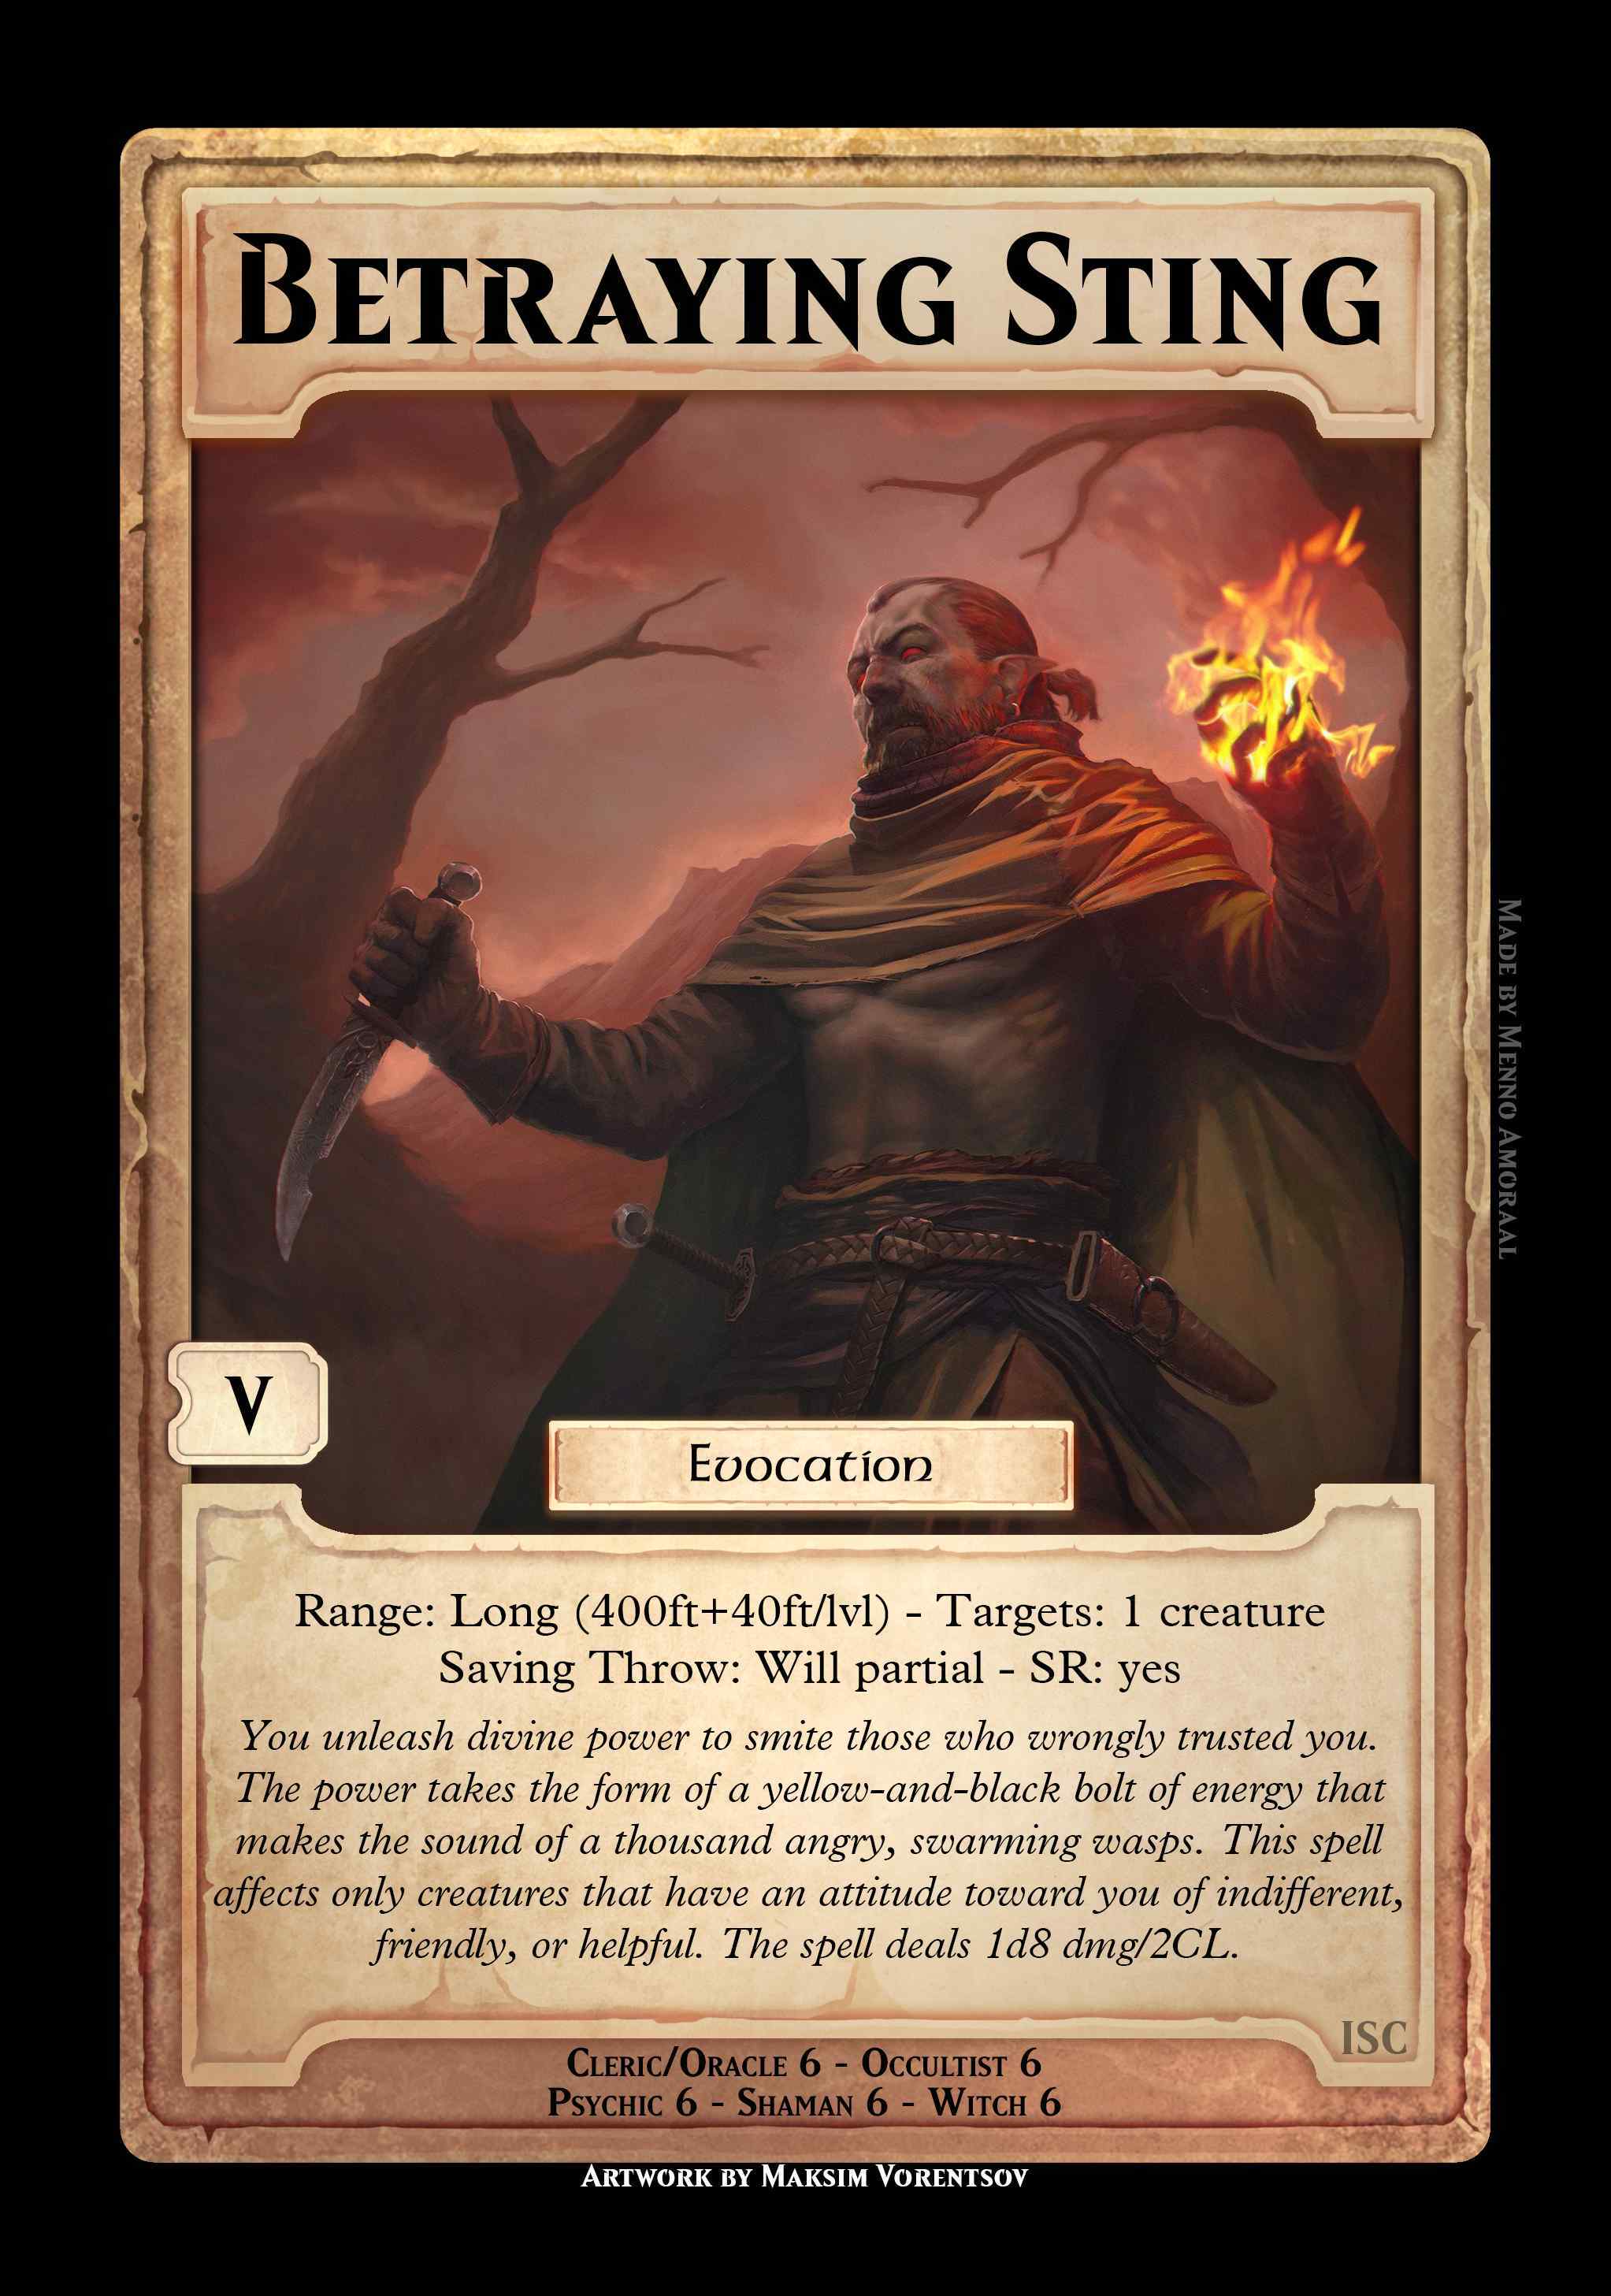 Betraying Sting
V
Evocation
Range: Long (400ft+40ft/lvl) - Targets: 1 creature
Saving Throw: Will partial - SR: yes
You unleash divine power to smite those who wrongly trusted you.
The power takes the form of a yellow-and-black bolt of energy that
makes the sound of a thousand angry, swarming wasps. This spell
affects only creatures that have an attitude toward you of indifferent,
friendly, or helpful. The spell deals 1d8 dmg/2CL.
ISC
Cleric/Oracle 6 - Occultist 6
Psychic 6 - Shaman 6 - Witch 6
Artwork by Maksim Vorentsov
Made by Menno Amoraal